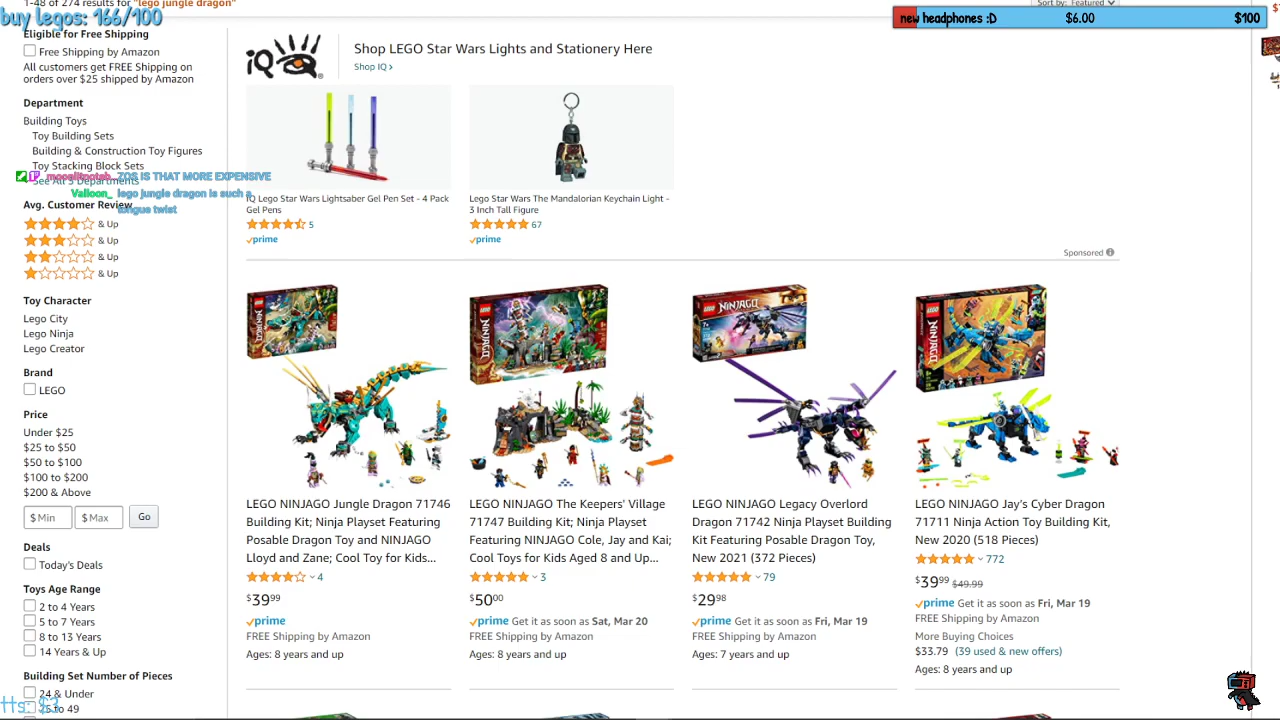 1-48 of 274 results for "lego jungle dragon"
Sort by: Featured
buy legos: 166/100
new headphones :D
$6.00
$100
Eligible for Free Shipping
Free Shipping by Amazon
All customers get FREE Shipping on
orders over $25 shipped by Amazon
Department
Building Toys
Toy Building Sets
Building & Construction Toy Figures
Toy Stacking Block Sets
See All 3 Departments
mooolitnotab_ ZOS IS THAT MORE EXPENSIVE
Valloon_ lego jungle dragon is such a
tongue twist
Avg. Customer Review
& Up
& Up
& Up
& Up
Toy Character
Lego City
Lego Ninja
Lego Creator
Brand
LEGO
Price
Under $25
$25 to $50
$50 to $100
$100 to $200
$200 & Above
$ Min
$ Max
Go
Deals
Today's Deals
Toys Age Range
2 to 4 Years
5 to 7 Years
8 to 13 Years
14 Years & Up
Building Set Number of Pieces
24 & Under
25 to 49
tts: $3
iQ
Shop LEGO Star Wars Lights and Stationery Here
Shop IQ ›
IQ Lego Star Wars Lightsaber Gel Pen Set - 4 Pack
Gel Pens
5
prime
Lego Star Wars The Mandalorian Keychain Light -
3 Inch Tall Figure
67
prime
Sponsored
LEGO NINJAGO Jungle Dragon 71746
Building Kit; Ninja Playset Featuring
Posable Dragon Toy and NINJAGO
Lloyd and Zane; Cool Toy for Kids...
4
$39.99
prime
FREE Shipping by Amazon
Ages: 8 years and up
LEGO NINJAGO The Keepers' Village
71747 Building Kit; Ninja Playset
Featuring NINJAGO Cole, Jay and Kai;
Cool Toys for Kids Aged 8 and Up...
3
$50.00
prime Get it as soon as Sat, Mar 20
FREE Shipping by Amazon
Ages: 8 years and up
LEGO NINJAGO Legacy Overlord
Dragon 71742 Ninja Playset Building
Kit Featuring Posable Dragon Toy,
New 2021 (372 Pieces)
79
$29.98
prime Get it as soon as Fri, Mar 19
FREE Shipping by Amazon
Ages: 7 years and up
LEGO NINJAGO Jay's Cyber Dragon
71711 Ninja Action Toy Building Kit,
New 2020 (518 Pieces)
772
$39.99 $49.99
prime Get it as soon as Fri, Mar 19
FREE Shipping by Amazon
More Buying Choices
$33.79 (39 used & new offers)
Ages: 8 years and up